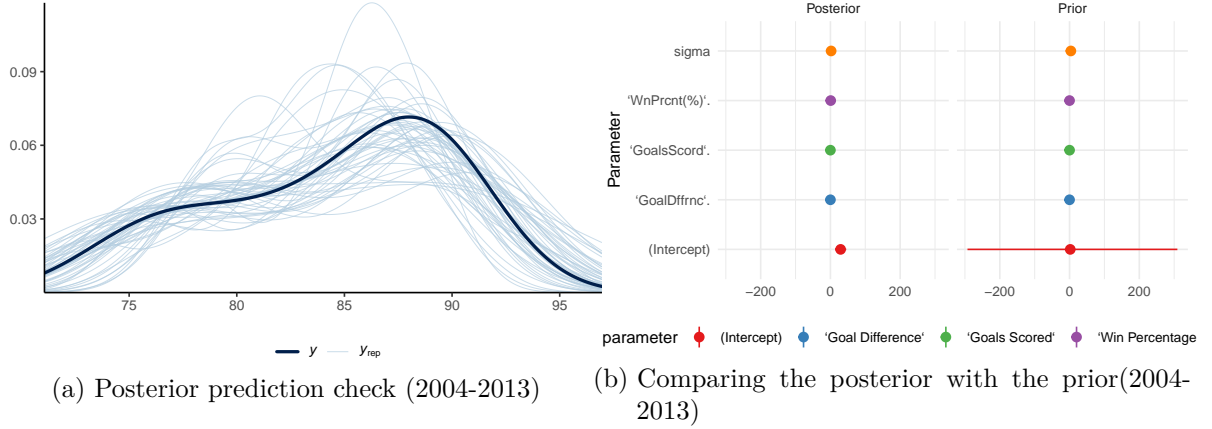 0.09
0.06
0.03
75 80 85 90 95
y yrep
(a) Posterior prediction check (2004-2013)
Posterior Prior
Parameter
sigma
‘WnPrcnt(%)‘.
‘GoalsScord‘.
‘GoalDffrnc‘.
(Intercept)
−200 0 200 −200 0 200
parameter (Intercept) ‘Goal Difference‘ ‘Goals Scored‘ ‘Win Percentage
(b) Comparing the posterior with the prior(2004-
2013)